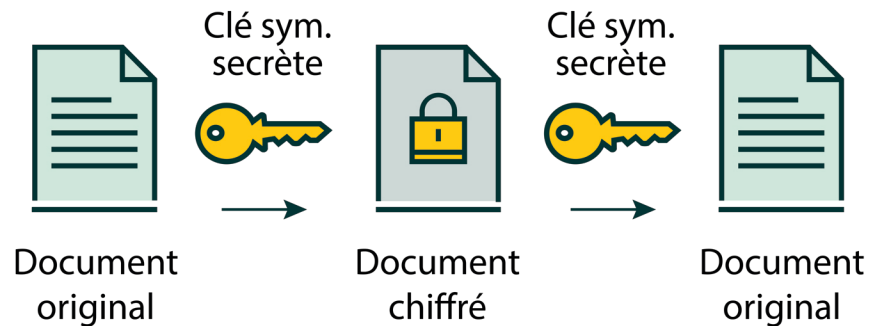 Clé sym.
secrète
Clé sym.
secrète
Document
original
Document
chiffré
Document
original